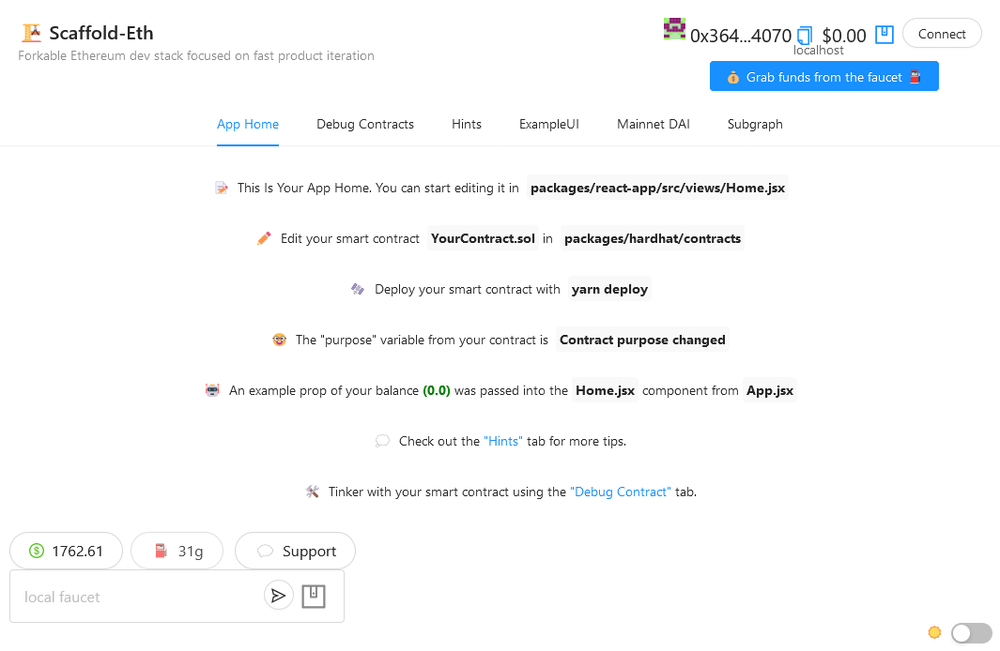 Scaffold-Eth
Forkable Ethereum dev stack focused on fast product iteration
0x364...4070 $0.00 Connect
localhost
Grab funds from the faucet
App Home Debug Contracts Hints ExampleUI Mainnet DAI Subgraph
This Is Your App Home. You can start editing it in packages/react-app/src/views/Home.jsx
Edit your smart contract YourContract.sol in packages/hardhat/contracts
Deploy your smart contract with yarn deploy
The "purpose" variable from your contract is Contract purpose changed
An example prop of your balance (0.0) was passed into the Home.jsx component from App.jsx
Check out the "Hints" tab for more tips.
Tinker with your smart contract using the "Debug Contract" tab.
$ 1762.61 31g Support
local faucet